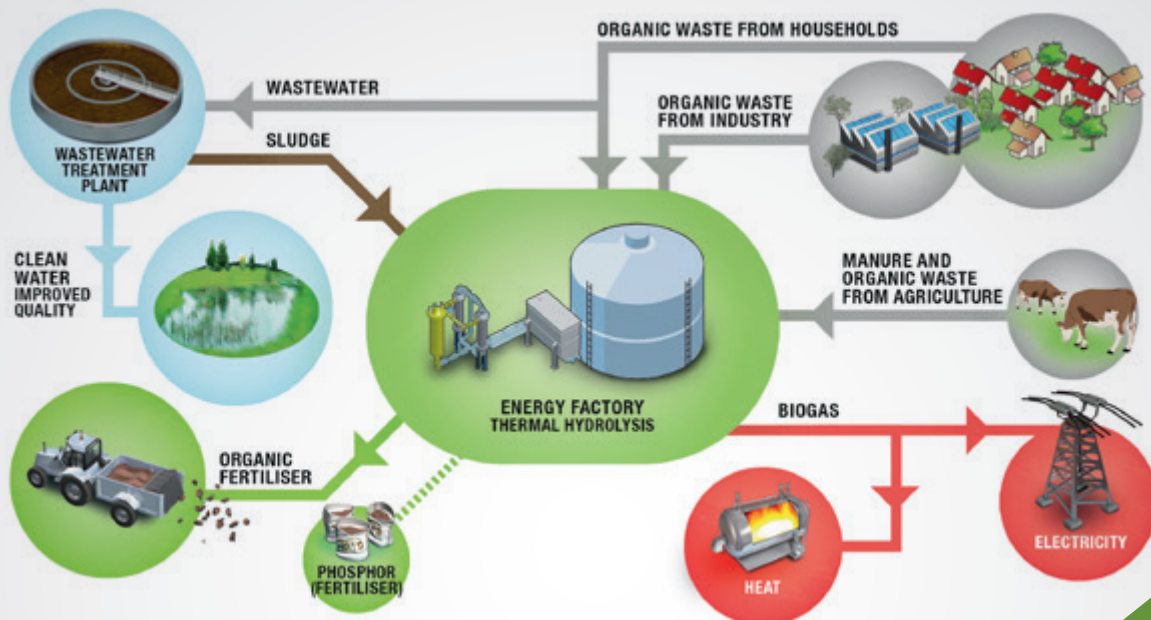 ORGANIC WASTE FROM HOUSEHOLDS
WASTEWATER
ORGANIC WASTE
FROM INDUSTRY
SLUDGE
WASTEWATER
TREATMENT
PLANT
CLEAN
WATER
IMPROVED
QUALITY
MANURE AND
ORGANIC WASTE
FROM AGRICULTURE
ENERGY FACTORY
THERMAL HYDROLYSIS
BIOGAS
ORGANIC
FERTILISER
PHOSPHOR
(FERTILISER)
HEAT
ELECTRICITY